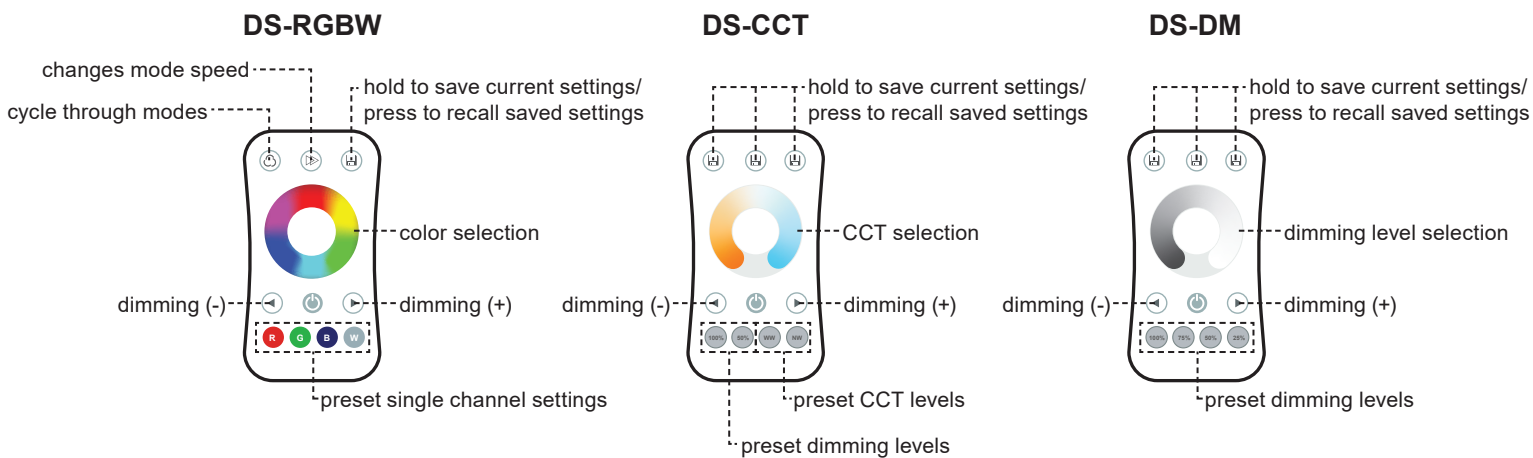 DS-RGBW
changes mode speed
cycle through modes
hold to save current settings/
press to recall saved settings
color selection
dimming (-)
dimming (+)
R G B W
preset single channel settings
DS-CCT
hold to save current settings/
press to recall saved settings
CCT selection
dimming (-)
dimming (+)
100% 50% WW NW
preset CCT levels
preset dimming levels
DS-DM
hold to save current settings/
press to recall saved settings
dimming level selection
dimming (-)
dimming (+)
100% 75% 50% 25%
preset dimming levels